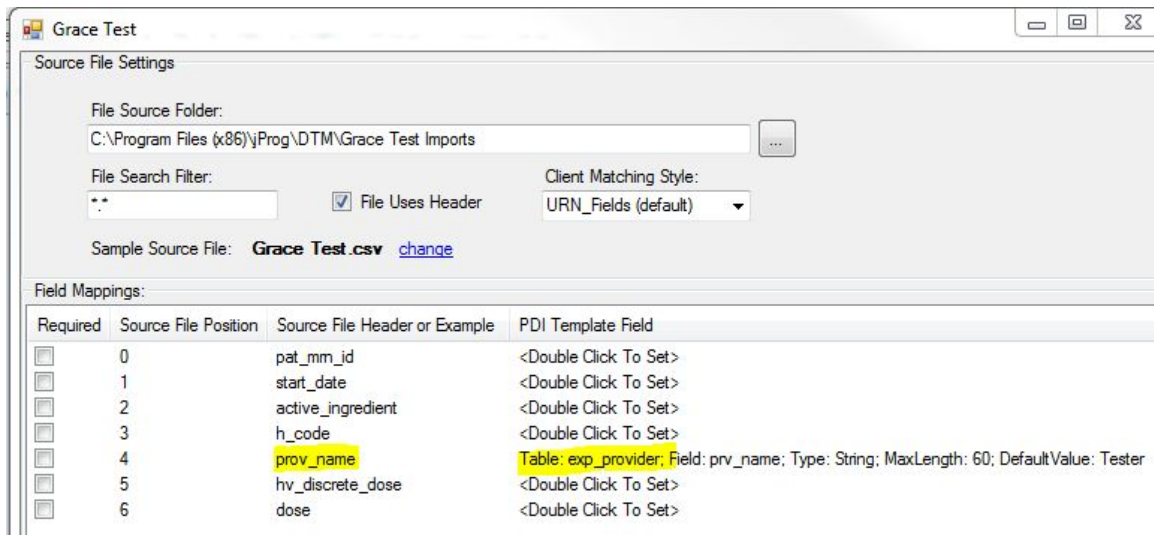 Grace Test
Source File Settings
File Source Folder:
C:\Program Files (x86)\jProg\DTM\Grace Test Imports
...
File Search Filter:
Client Matching Style:
*.*
File Uses Header
URN_Fields (default)
Sample Source File: Grace Test.csv change
Field Mappings:
Required Source File Position Source File Header or Example PDI Template Field
0 pat_mrn_id <Double Click To Set>
1 start_date <Double Click To Set>
2 active_ingredient <Double Click To Set>
3 h_code <Double Click To Set>
4 prov_name Table: exp_provider; Field: prv_name; Type: String; MaxLength: 60; DefaultValue: Tester
5 hv_discrete_dose <Double Click To Set>
6 dose <Double Click To Set>